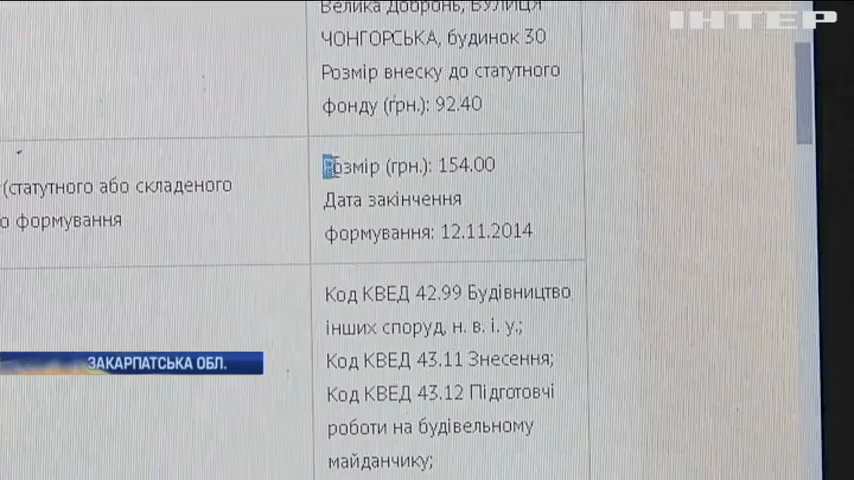 ІНТЕР
Велика Добронь, ВУЛИЦЯ
ЧОНГОРСЬКА, будинок 30
Розмір внеску до статутного
фонду (грн.): 92.40
(статутного або складеного
о формування
Розмір (грн.): 154.00
Дата закінчення
формування: 12.11.2014
Код КВЕД 42.99 Будівництво
інших споруд, н. в. і. у.;
Код КВЕД 43.11 Знесення;
Код КВЕД 43.12 Підготовчі
роботи на будівельному
майданчику;
ЗАКАРПАТСЬКА ОБЛ.